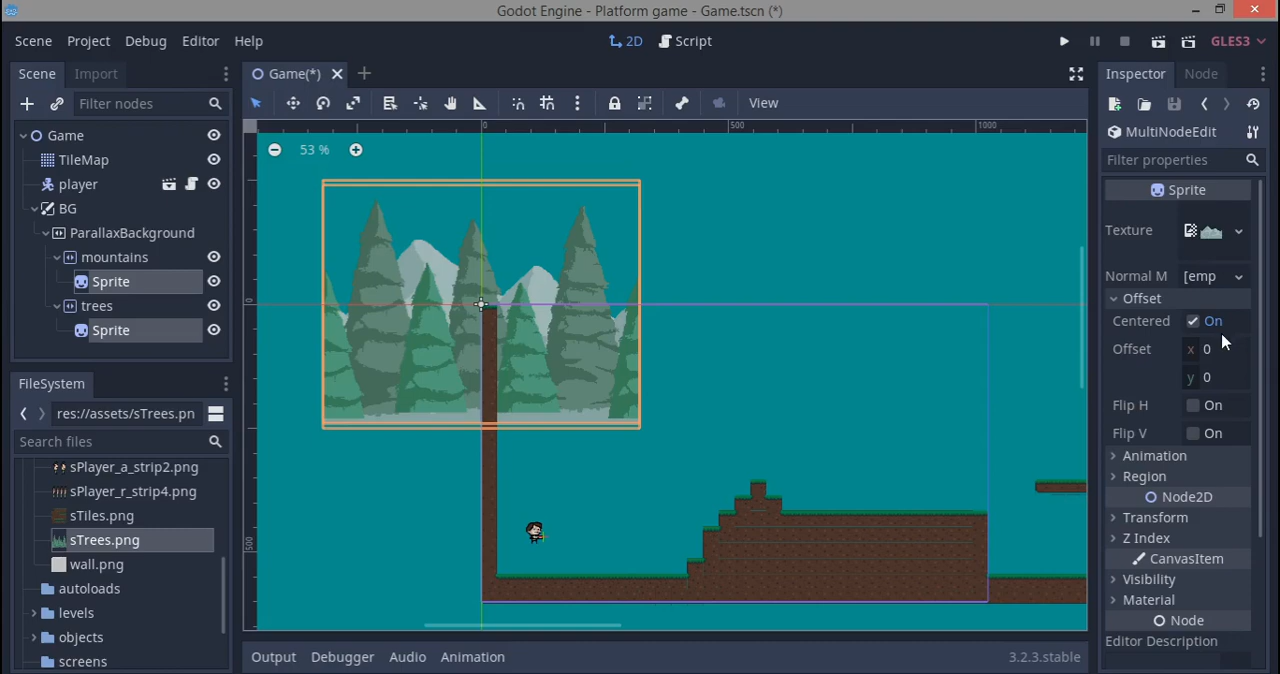 Godot Engine - Platform game - Game.tscn (*)
Scene Project Debug Editor Help
2D Script
GLES3
Scene Import
Filter nodes
Game
TileMap
player
BG
ParallaxBackground
mountains
Sprite
trees
Sprite
FileSystem
res://assets/sTrees.pn
Search files
sPlayer_a_strip2.png
sPlayer_r_strip4.png
sTiles.png
sTrees.png
wall.png
autoloads
levels
objects
screens
Game(*)
View
0 500 1000
53 %
0
500
Output Debugger Audio Animation 3.2.3.stable
Inspector Node
MultiNodeEdit
Filter properties
Sprite
Texture
Normal M [emp
Offset
Centered On
Offset x 0
y 0
Flip H On
Flip V On
Animation
Region
Node2D
Transform
Z Index
CanvasItem
Visibility
Material
Node
Editor Description